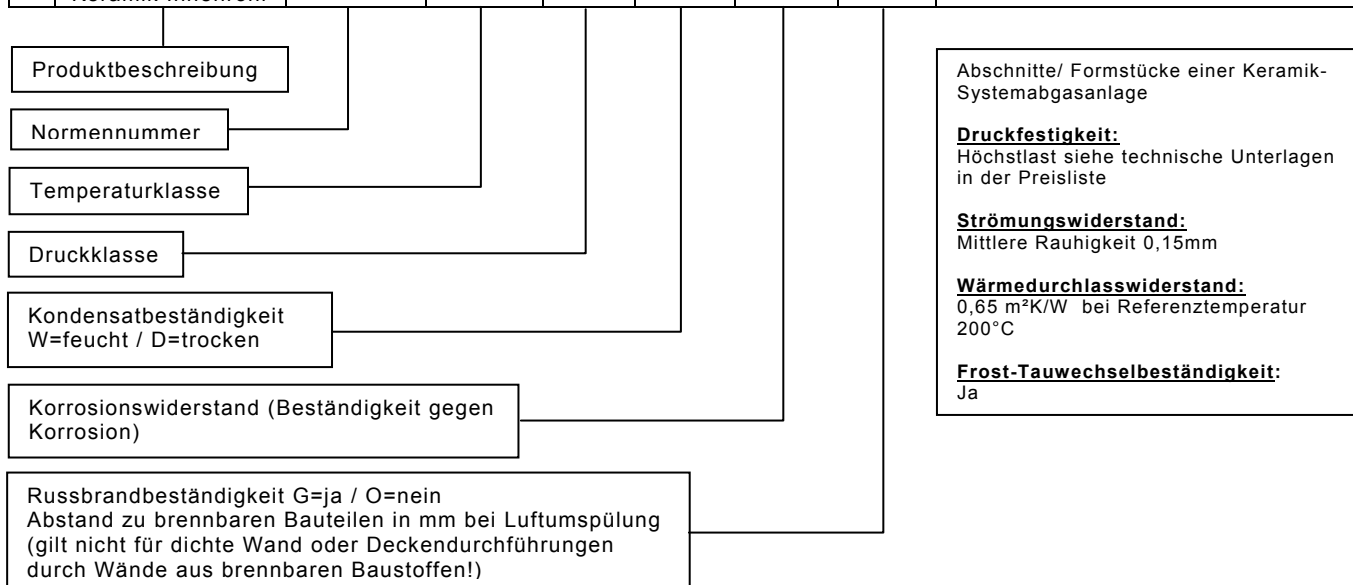 Produktbeschreibung
Normennummer
Temperaturklasse
Druckklasse
Kondensatbeständigkeit
W=feucht / D=trocken
Korrosionswiderstand (Beständigkeit gegen
Korrosion)
Russbrandbeständigkeit G=ja / O=nein
Abstand zu brennbaren Bauteilen in mm bei Luftumspülung
(gilt nicht für dichte Wand oder Deckendurchführungen
durch Wände aus brennbaren Baustoffen!)
Abschnitte/ Formstücke einer Keramik-
Systemabgasanlage
Druckfestigkeit:
Höchstlast siehe technische Unterlagen
in der Preisliste
Strömungswiderstand:
Mittlere Rauhigkeit 0,15mm
Wärmedurchlasswiderstand:
0,65 m²K/W bei Referenztemperatur
200°C
Frost-Tauwechselbeständigkeit:
Ja